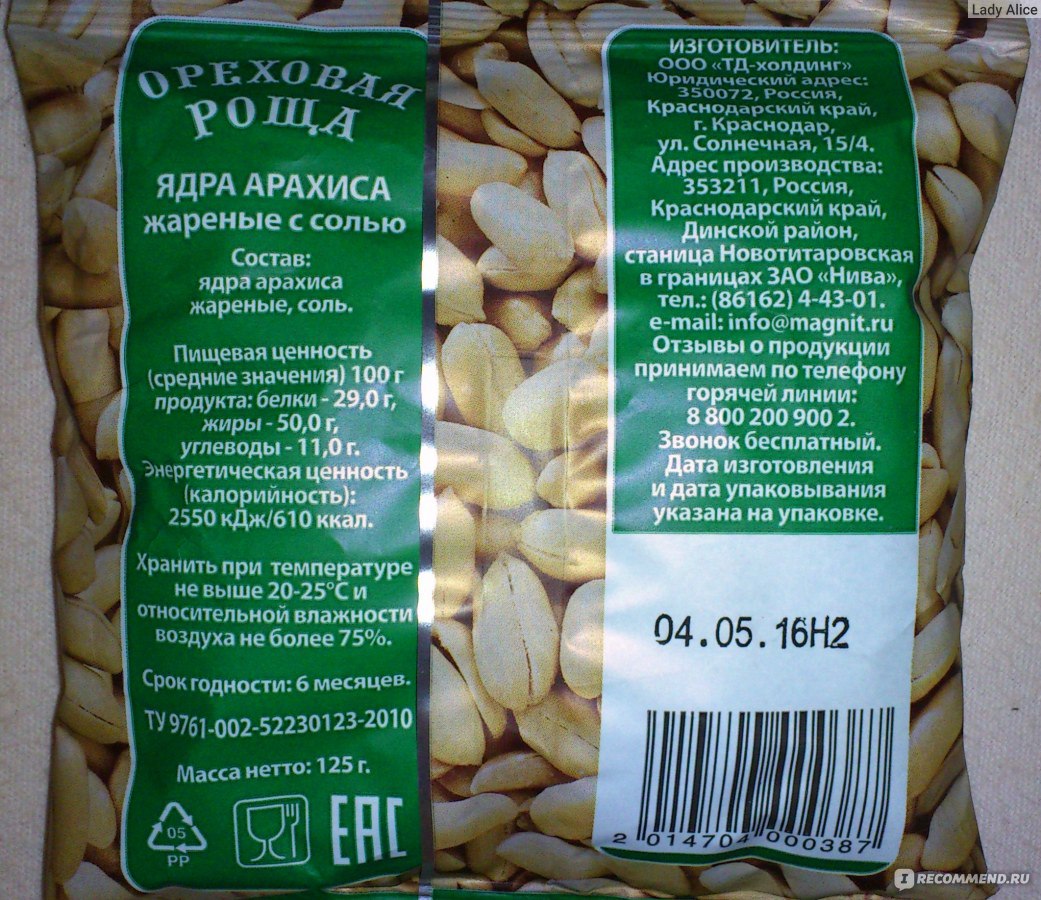 Lady Alice
ОРЕХОВАЯ
РОЩА
ЯДРА АРАХИСА
жареные с солью
Состав:
ядра арахиса
жареные, соль.
Пищевая ценность
(средние значения) 100 г
продукта: белки - 29,0 г,
жиры - 50,0 г,
углеводы - 11,0 г.
Энергетическая ценность
(калорийность):
2550 кДж/610 ккал.
Хранить при температуре
не выше 20-25°С и
относительной влажности
воздуха не более 75%.
Срок годности: 6 месяцев.
ТУ 9761-002-52230123-2010
Масса нетто: 125 г.
05
PP
EAC
ИЗГОТОВИТЕЛЬ:
ООО «ТД-холдинг»
Юридический адрес:
350072, Россия,
Краснодарский край,
г. Краснодар,
ул. Солнечная, 15/4.
Адрес производства:
353211, Россия,
Краснодарский край,
Динской район,
станица Новотитаровская
в границах ЗАО «Нива»,
тел.: (86162) 4-43-01.
e-mail: info@magnit.ru
Отзывы о продукции
принимаем по телефону
горячей линии:
8 800 200 900 2.
Звонок бесплатный.
Дата изготовления
и дата упаковывания
указана на упаковке.
04.05.16H2
2 014704 000387
IRECOMMEND.RU